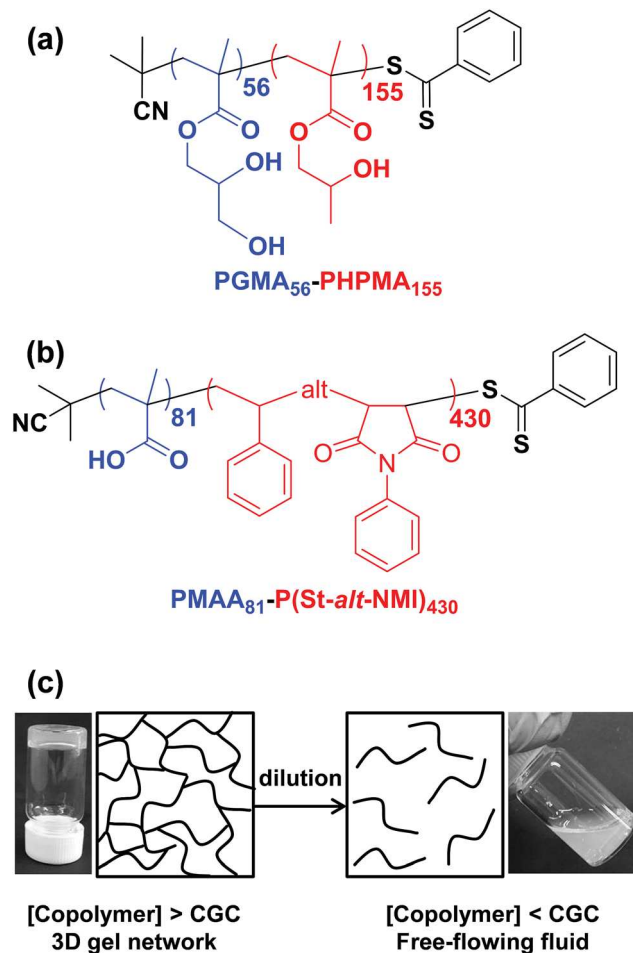 (a)
CN
56
155
S
S
O
O
O
O
OH
OH
OH
PGMA56-PHPMA155
(b)
NC
81
alt
430
S
S
HO
O
O
O
N
PMAA81-P(St-alt-NMI)430
(c)
dilution
[Copolymer] > CGC
3D gel network
[Copolymer] < CGC
Free-flowing fluid